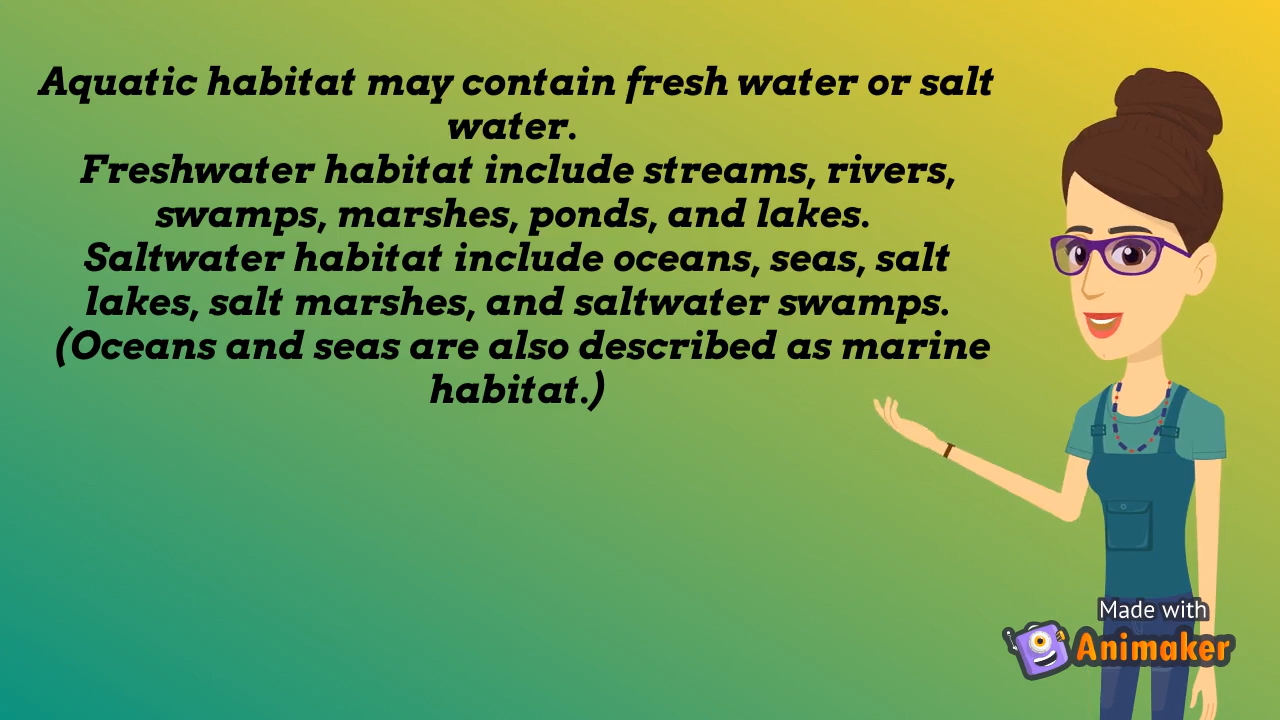 Aquatic habitat may contain fresh water or salt
water.
Freshwater habitat include streams, rivers,
swamps, marshes, ponds, and lakes.
Saltwater habitat include oceans, seas, salt
lakes, salt marshes, and saltwater swamps.
(Oceans and seas are also described as marine
habitat.)
Made with
Animaker